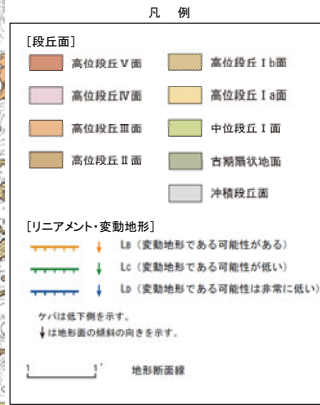 凡 例
[段丘面]
高位段丘Ⅴ面
高位段丘Ⅰb面
高位段丘Ⅳ面
高位段丘Ⅰa面
高位段丘Ⅲ面
中位段丘Ⅰ面
高位段丘Ⅱ面
古期扇状地面
沖積段丘面
[リニアメント・変動地形]
LB（変動地形である可能性がある）
LC（変動地形である可能性が低い）
LD（変動地形である可能性は非常に低い）
ケバは低下側を示す。
↓は地形面の傾斜の向きを示す。
1 1' 地形断面線